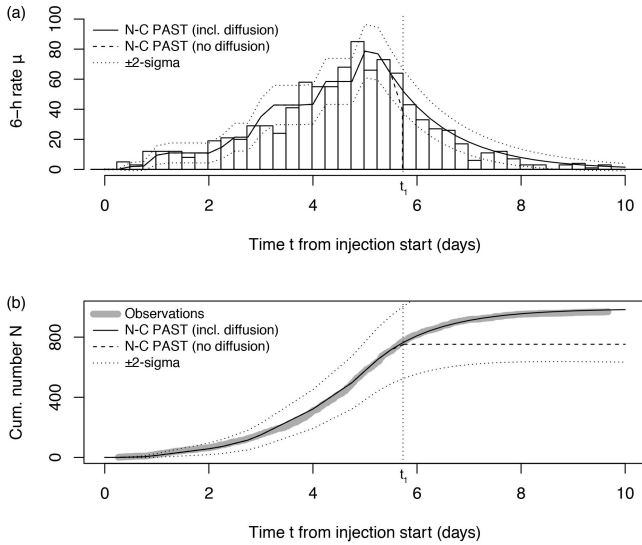 (a)
N-C PAST (incl. diffusion)
N-C PAST (no diffusion)
±2-sigma
6-h rate μ
0 20 40 60 80 100
t1
0 2 4 6 8 10
Time t from injection start (days)
(b)
Observations
N-C PAST (incl. diffusion)
N-C PAST (no diffusion)
±2-sigma
Cum. number N
0 400 800
t1
0 2 4 6 8 10
Time t from injection start (days)